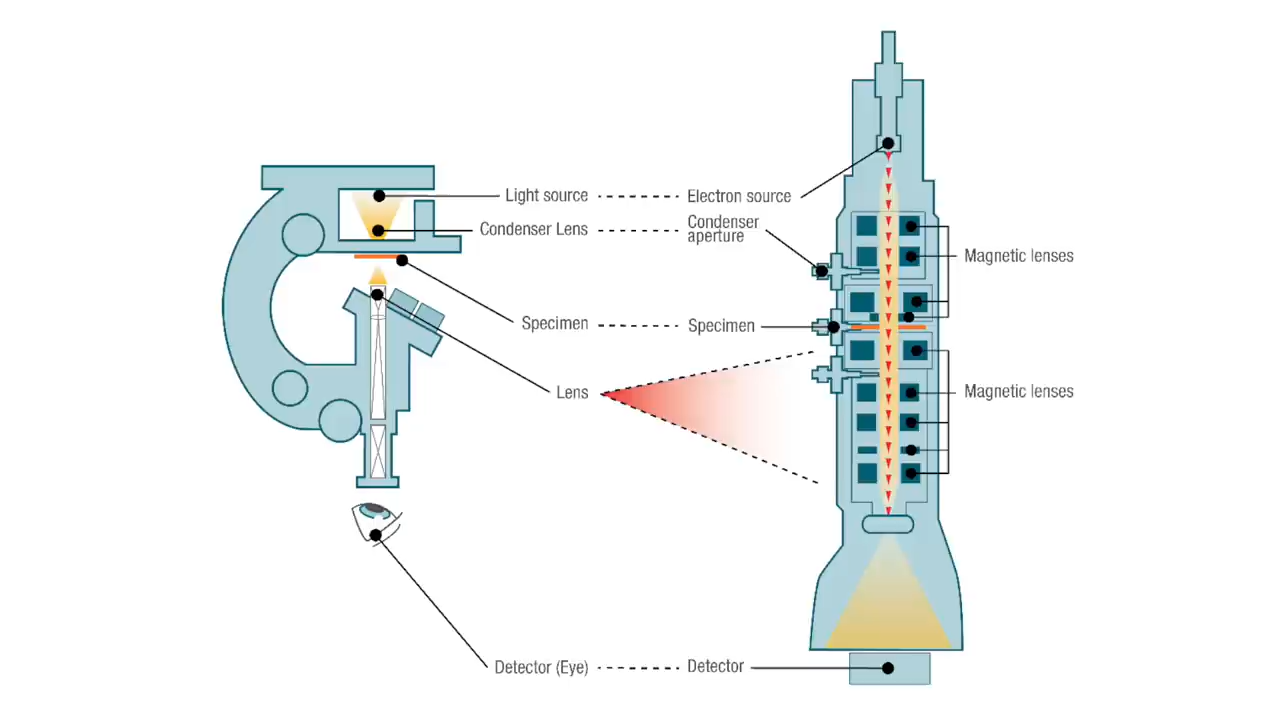 Light source
Electron source
Condenser Lens
Condenser
aperture
Magnetic lenses
Specimen
Specimen
Lens
Magnetic lenses
Detector (Eye)
Detector